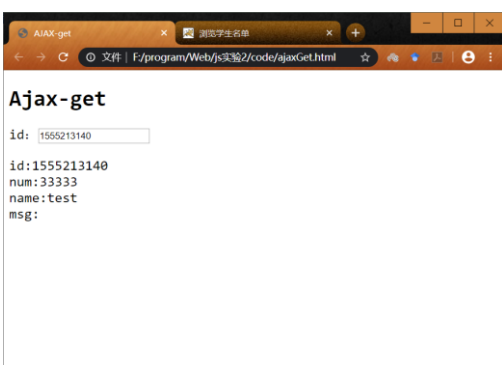 AJAX-get
浏览学生名单
文件 | F:/program/Web/js实验2/code/ajaxGet.html
Ajax-get
id: 1555213140
id:1555213140
num:33333
name:test
msg: